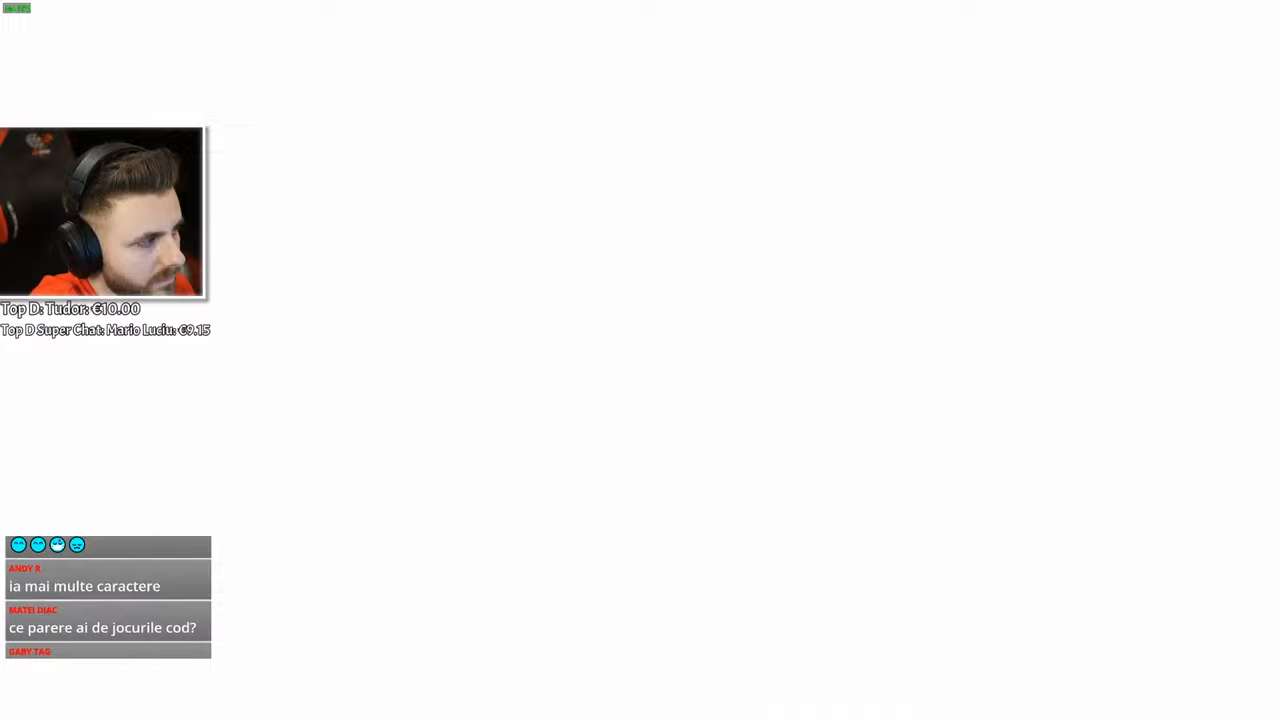 Top D: Tudor: €10.00
Top D Super Chat: Mario Luciu: €9.15
ANDY R
ia mai multe caractere
MATEI DIAC
ce parere ai de jocurile cod?
GABY TAG